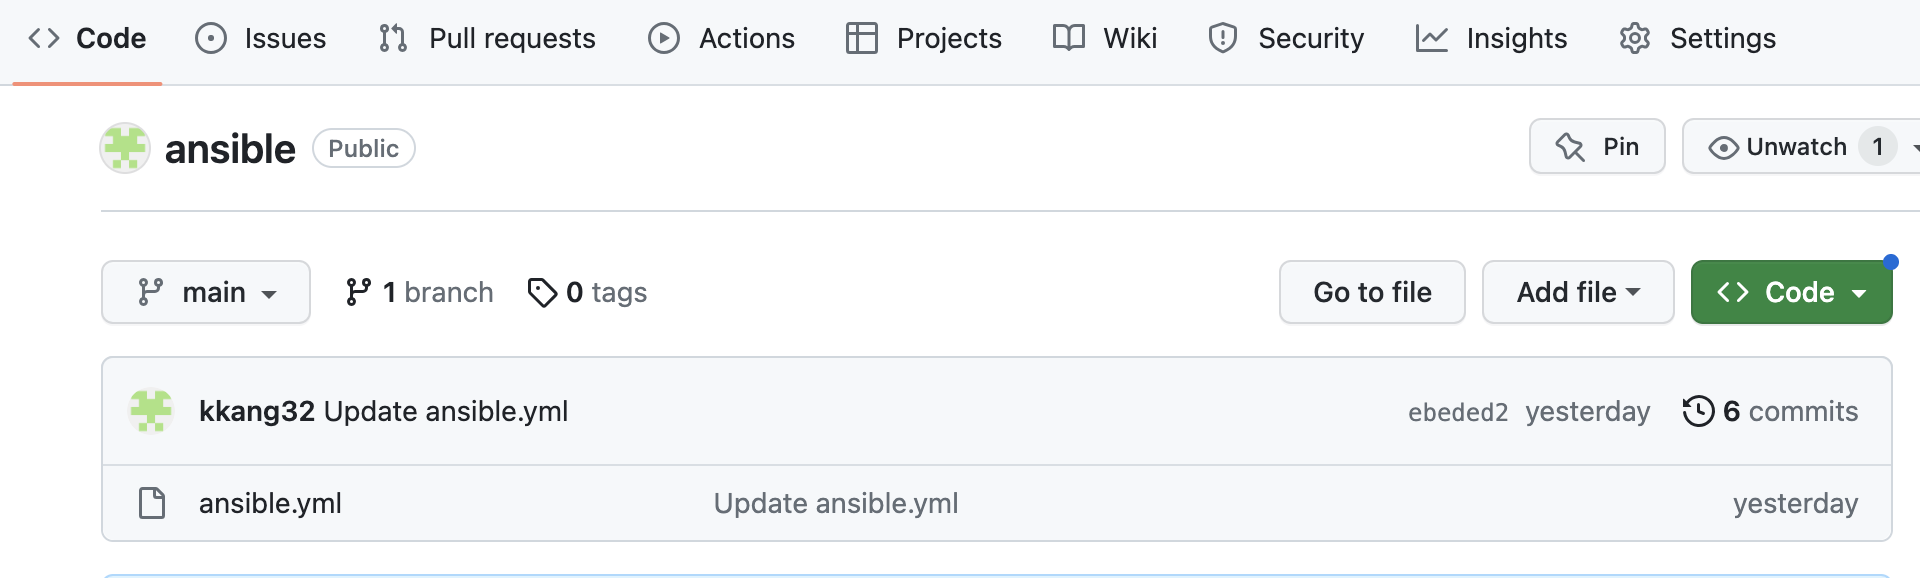 Code Issues Pull requests Actions Projects Wiki Security Insights Settings
ansible Public Pin Unwatch 1
main 1 branch 0 tags Go to file Add file Code
kkang32 Update ansible.yml ebeded2 yesterday 6 commits
ansible.yml Update ansible.yml yesterday